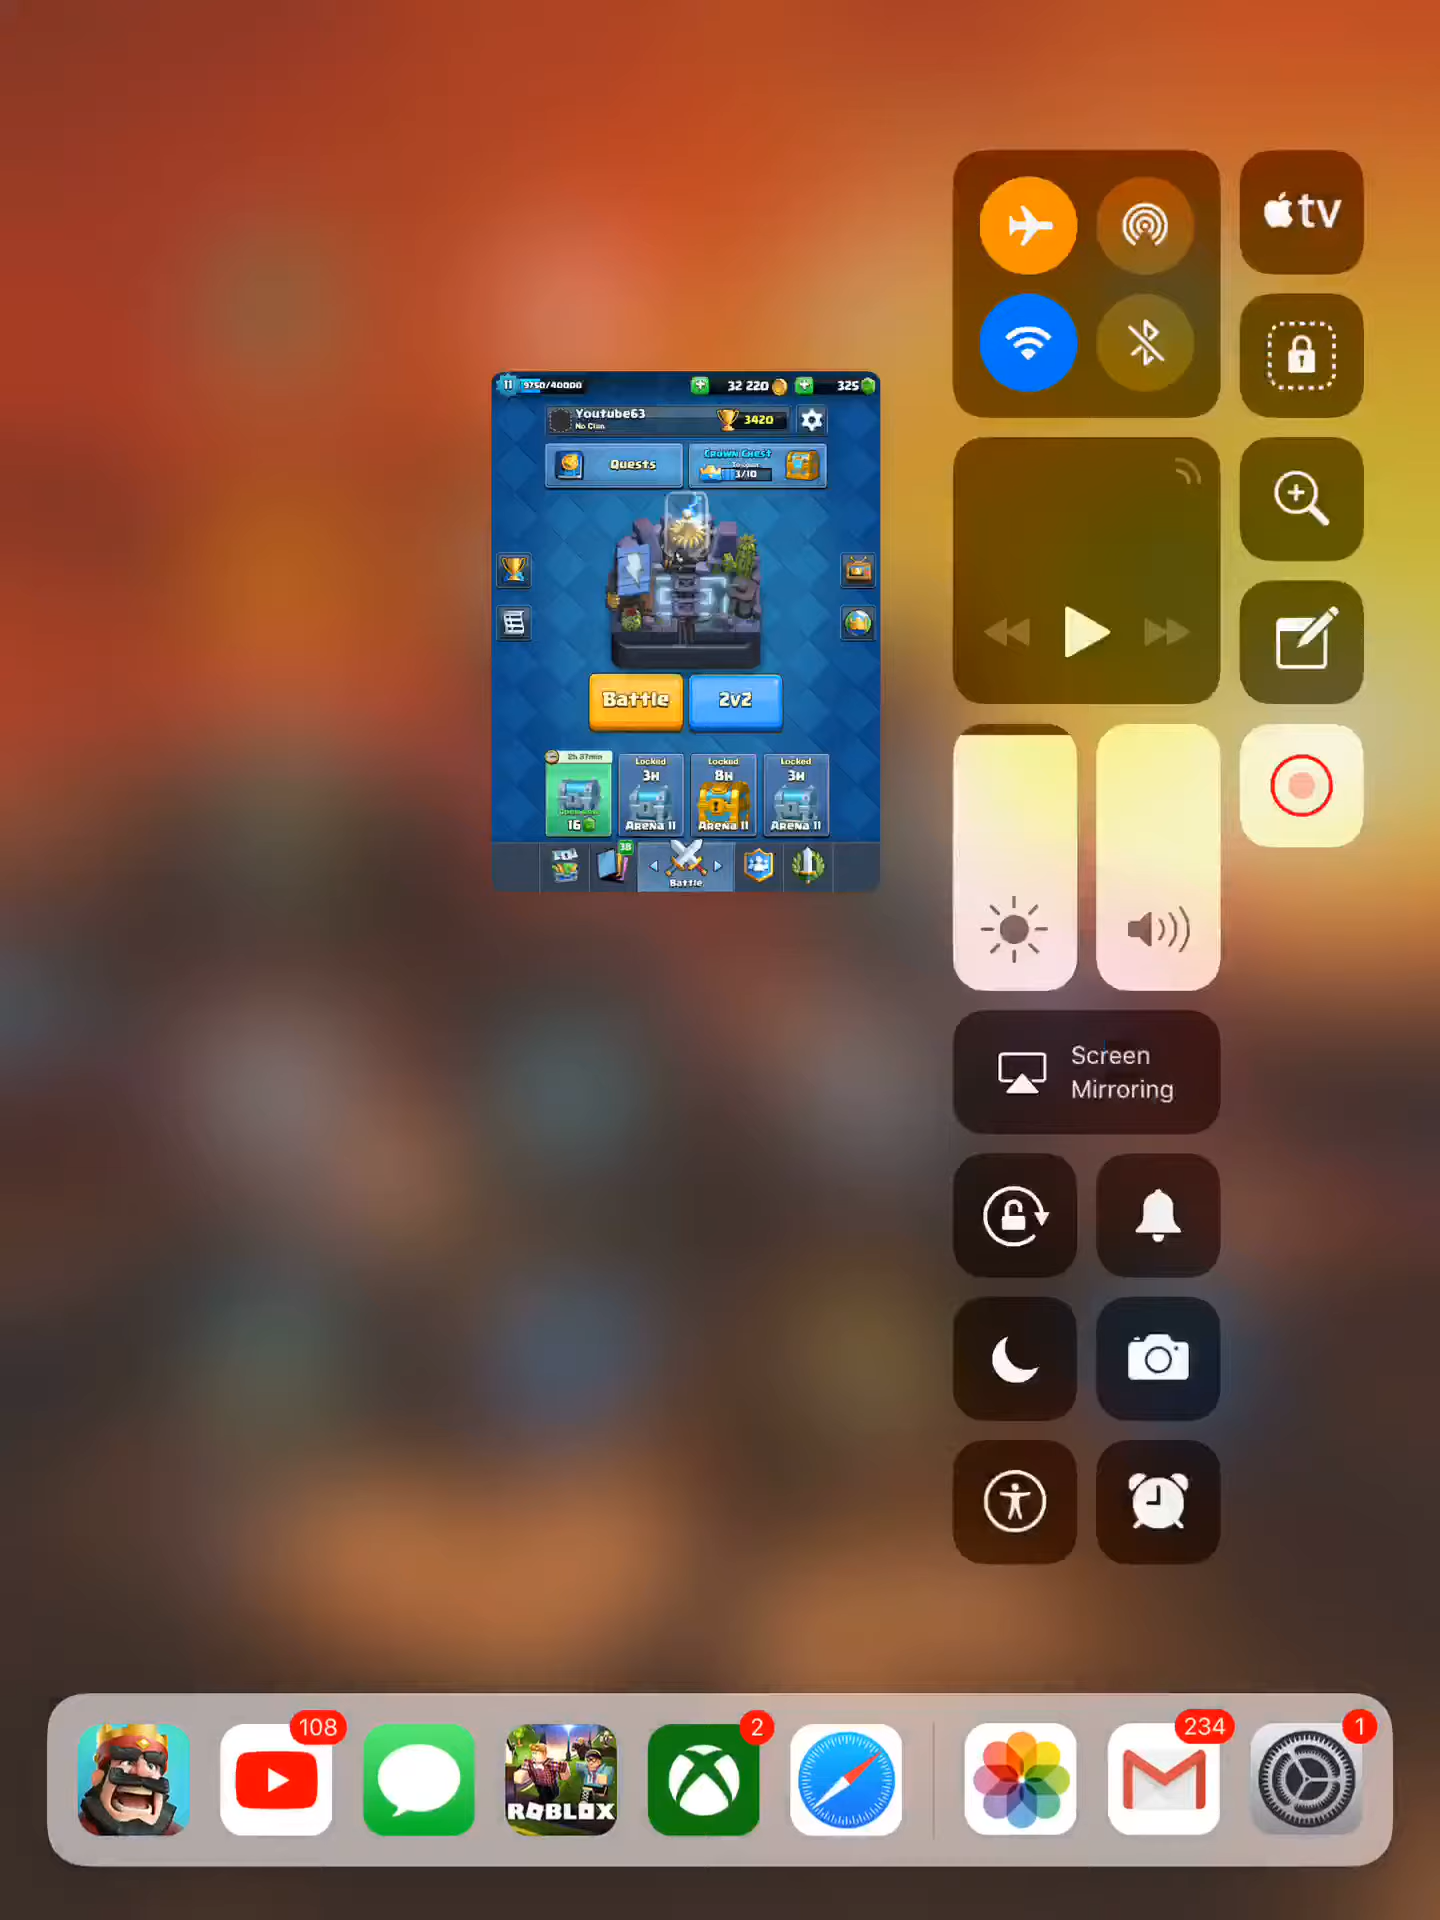 11 9750/40000 32 220 325
Youtube63
No Clan
3420
Quests
Crown Chest
3/10
Battle
2v2
2h 37min
16
Locked
3H
Arena 11
Locked
8H
Arena 11
Locked
3H
Arena 11
38
Battle
tv
Screen
Mirroring
108
ROBLOX
2
234
1